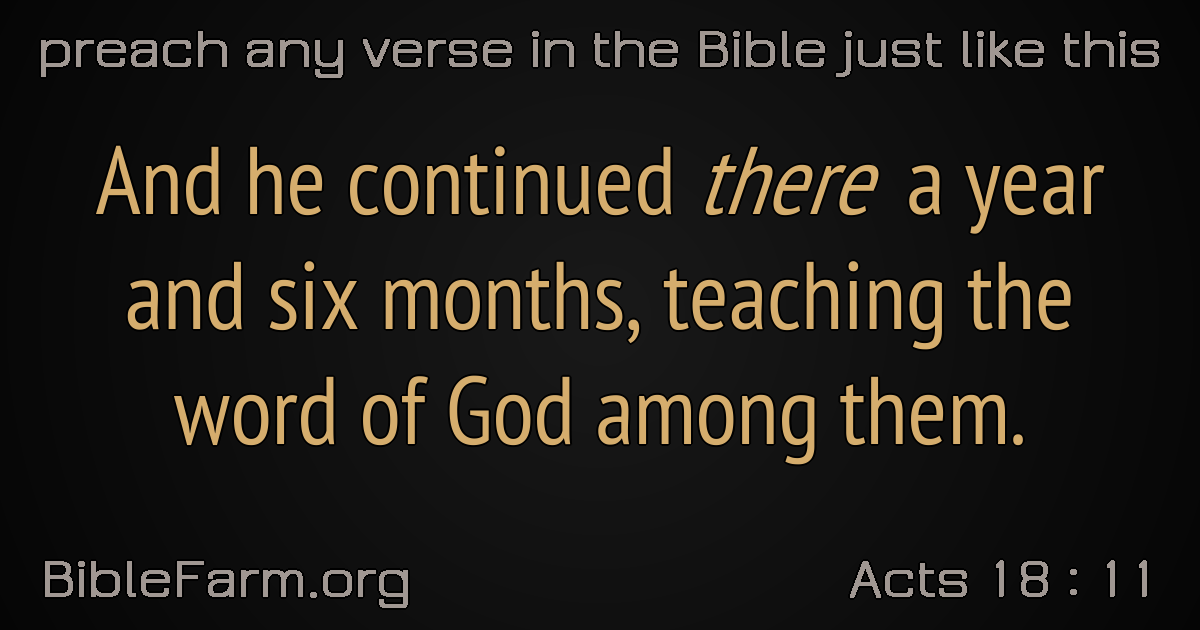 preach any verse in the Bible just like this
And he continued there a year
and six months, teaching the
word of God among them.
BibleFarm.org
Acts 18 : 11